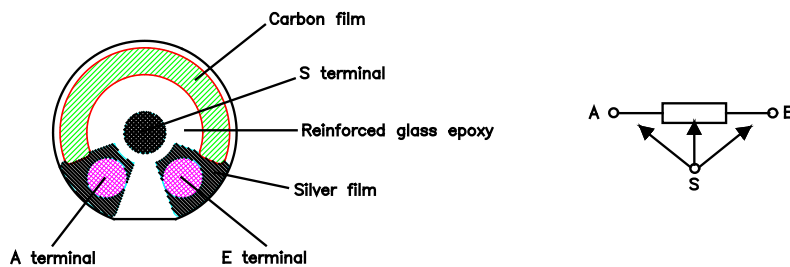 Carbon film
S terminal
Reinforced glass epoxy
Silver film
A terminal
E terminal
A
E
S